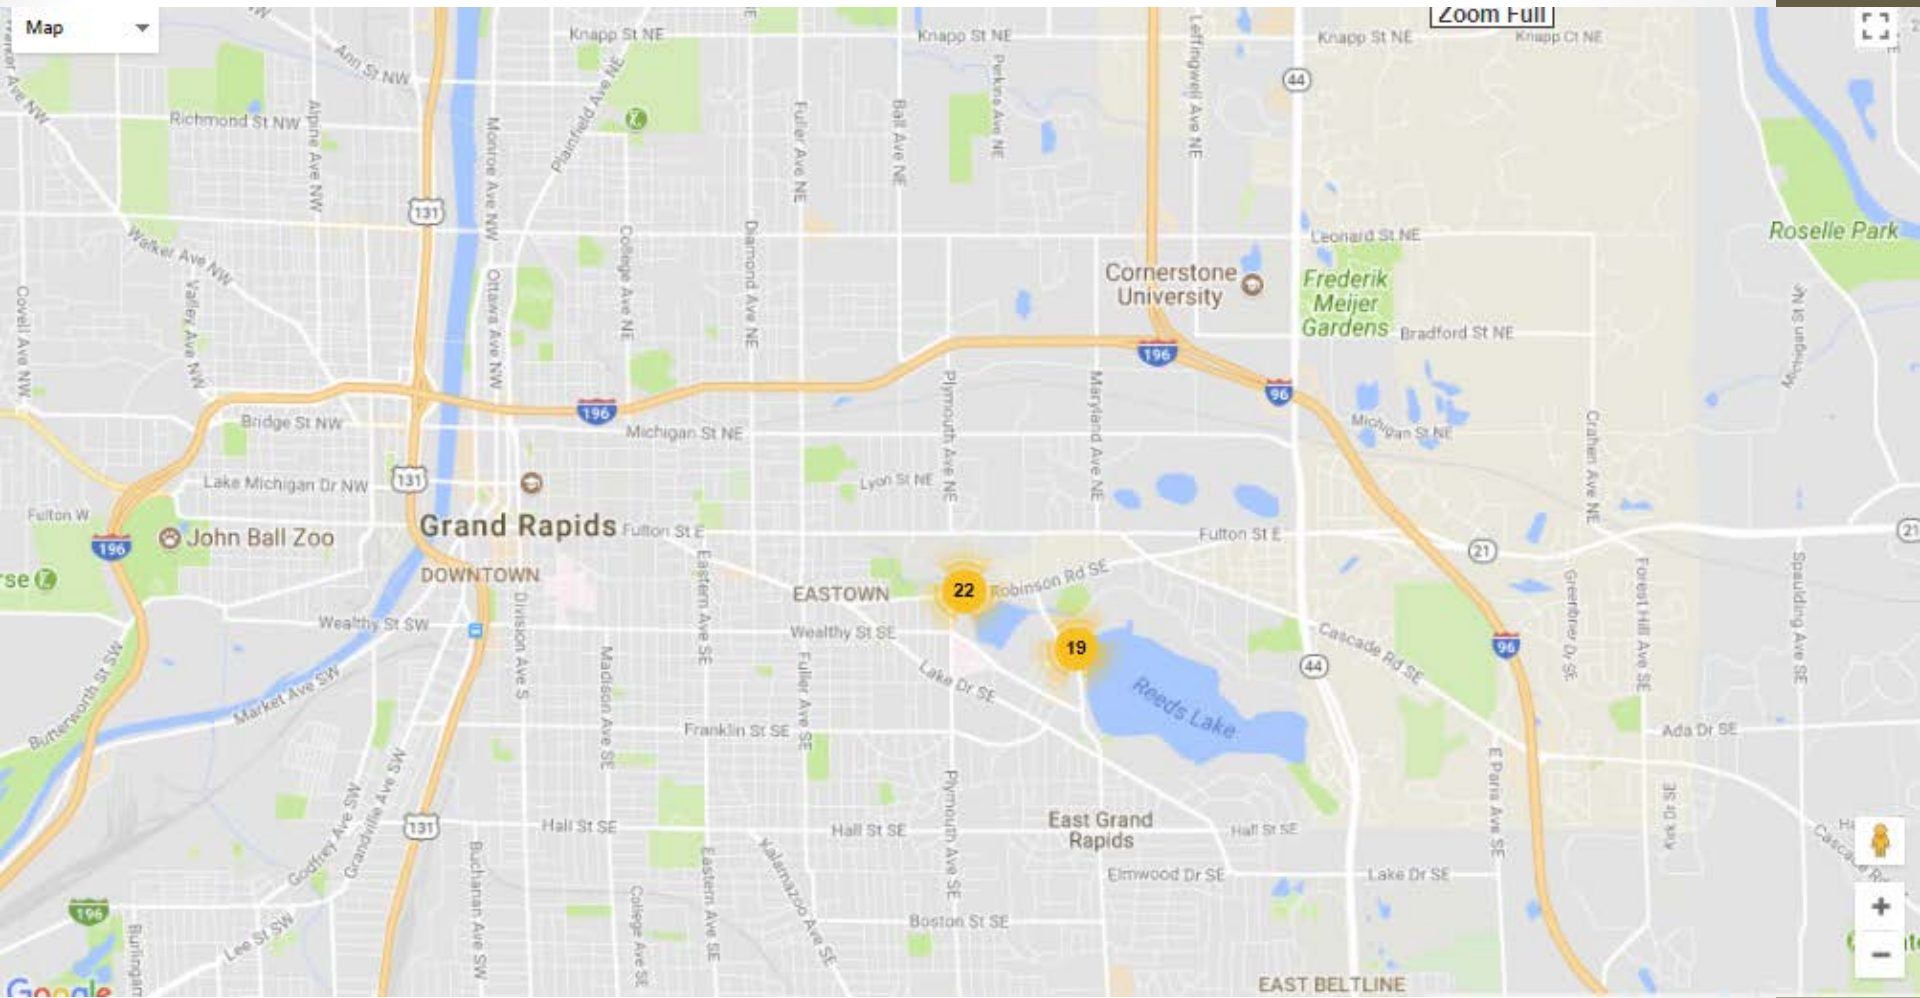 Map
Zoom Full
Ann St NW
Knapp St NE
Knapp St NE
Knapp St NE
Knapp Ct NE
Plainfield Ave NE
Perkins Ave NE
Leffingwell Ave NE
44
Richmond St NW
Alpine Ave NW
Monroe Ave NW
Fuller Ave NE
Ball Ave NE
131
Walker Ave NW
College Ave NE
Diamond Ave NE
Leonard St NE
Roselle Park
Cornerstone
University
Frederik
Meijer
Gardens
Covell Ave NW
Valley Ave NW
Ottawa Ave NW
Bradford St NE
196
96
Plymouth Ave NE
Maryland Ave NE
196
Bridge St NW
Michigan St NE
Michigan St NE
Crahen Ave NE
Lake Michigan Dr NW
131
Lyon St NE
Fulton W
John Ball Zoo
Grand Rapids
Fulton St E
Fulton St E
21
21
196
DOWNTOWN
EASTOWN
22
Robinson Rd SE
Eastern Ave SE
Division Ave S
Wealthy St SW
Wealthy St SE
19
Cascade Rd SE
96
Greenbrier Dr SE
Forest Hill Ave SE
Spaulding Ave SE
44
Butterworth St SW
Market Ave SW
Madison Ave SE
Fuller Ave SE
Lake Dr SE
Reeds Lake
Franklin St SE
Ada Dr SE
E Paris Ave SE
Godfrey Ave SW
Grandville Ave SW
131
Hall St SE
Hall St SE
Plymouth Ave SE
East Grand
Rapids
Hall St SE
Buchanan Ave SW
Eastern Ave SE
Kalamazoo Ave SE
Elmwood Dr SE
Lake Dr SE
196
Lee St SW
College Ave SE
Boston St SE
EAST BELTLINE
Google